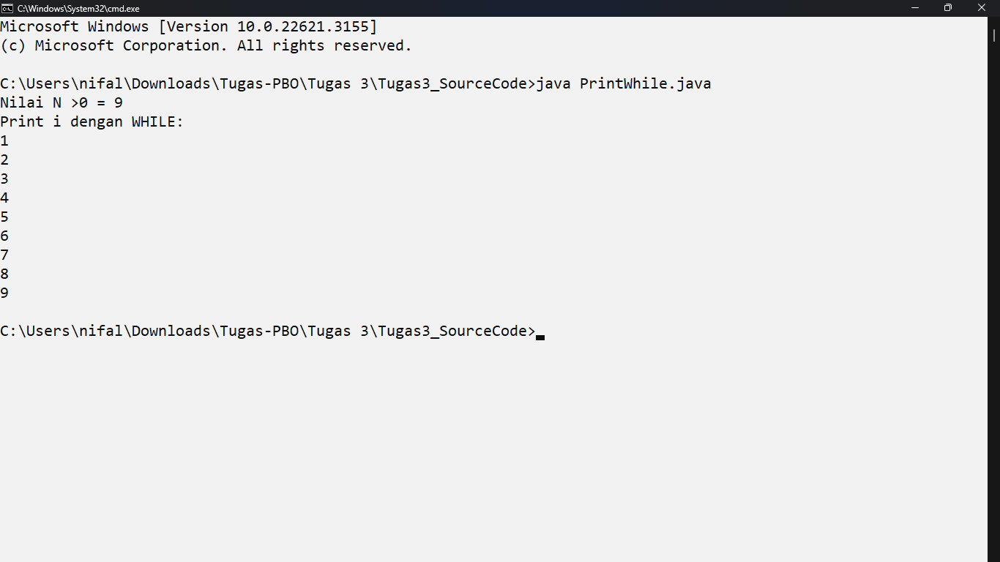 C:\Windows\System32\cmd.exe
Microsoft Windows [Version 10.0.22621.3155]
(c) Microsoft Corporation. All rights reserved.
C:\Users\nifal\Downloads\Tugas-PBO\Tugas 3\Tugas3_SourceCode>java PrintWhile.java
Nilai N >0 = 9
Print i dengan WHILE:
1
2
3
4
5
6
7
8
9
C:\Users\nifal\Downloads\Tugas-PBO\Tugas 3\Tugas3_SourceCode>